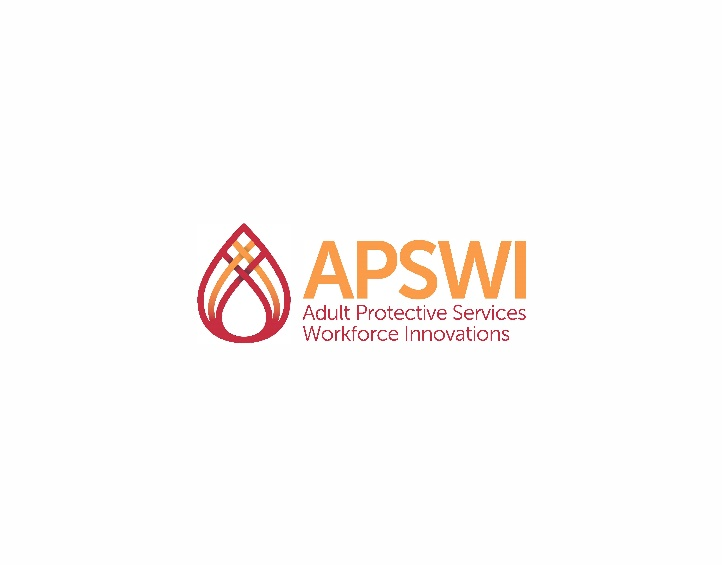 APSWI
Adult Protective Services
Workforce Innovations